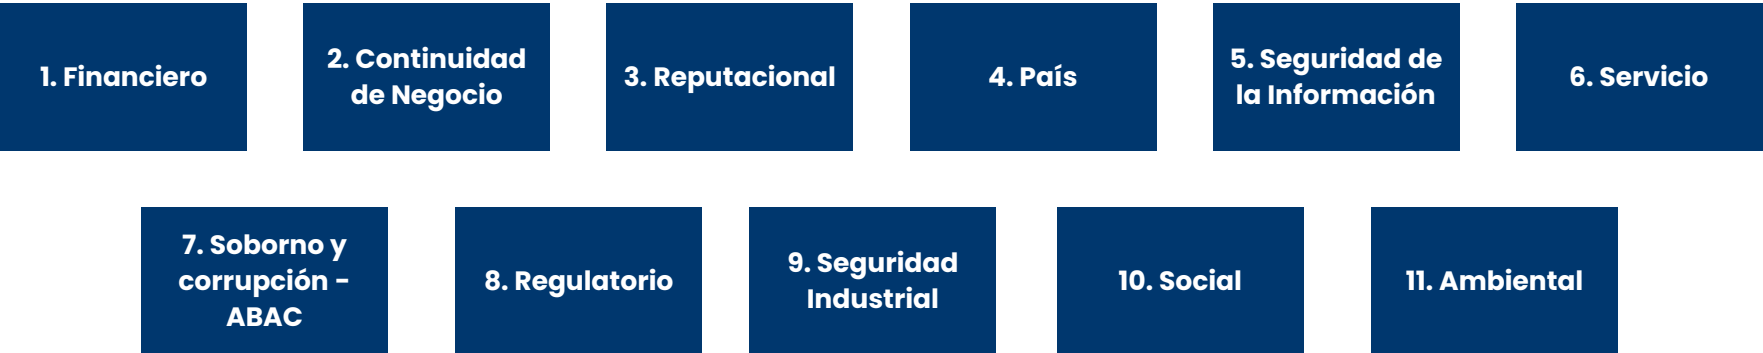 1. Financiero
2. Continuidad
de Negocio
3. Reputacional
4. País
5. Seguridad de
la Información
6. Servicio
7. Soborno y
corrupción -
ABAC
8. Regulatorio
9. Seguridad
Industrial
10. Social
11. Ambiental